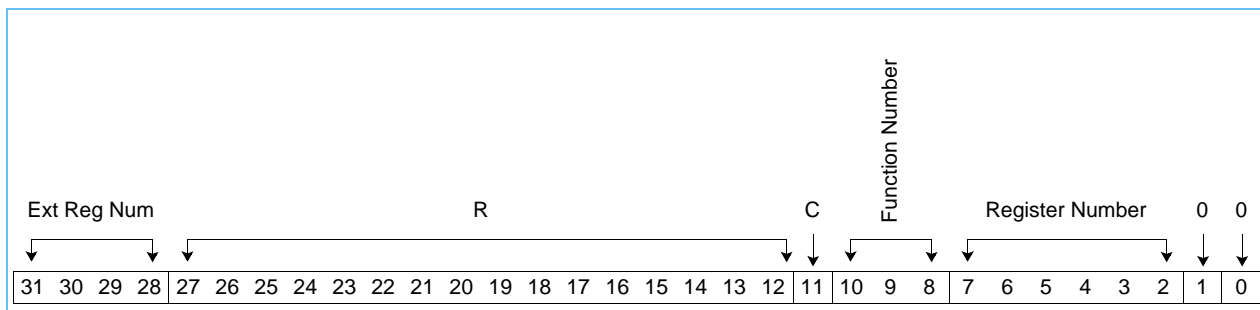 Function Number
Ext Reg Num R C Register Number 0 0
31 30 29 28 27 26 25 24 23 22 21 20 19 18 17 16 15 14 13 12 11 10 9 8 7 6 5 4 3 2 1 0